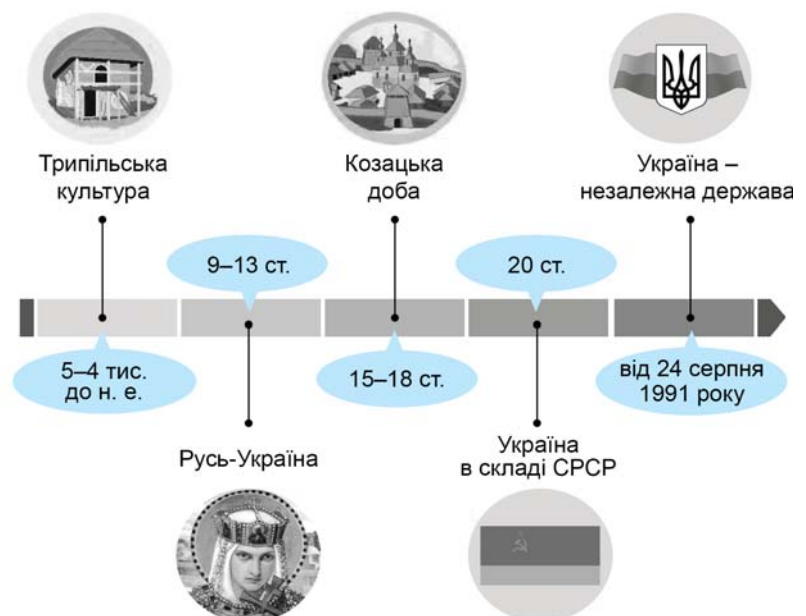 Трипільська
культура
Козацька
доба
Україна –
незалежна держава
9–13 ст.
20 ст.
5–4 тис.
до н. е.
15–18 ст.
від 24 серпня
1991 року
Русь-Україна
Україна
в складі СРСР